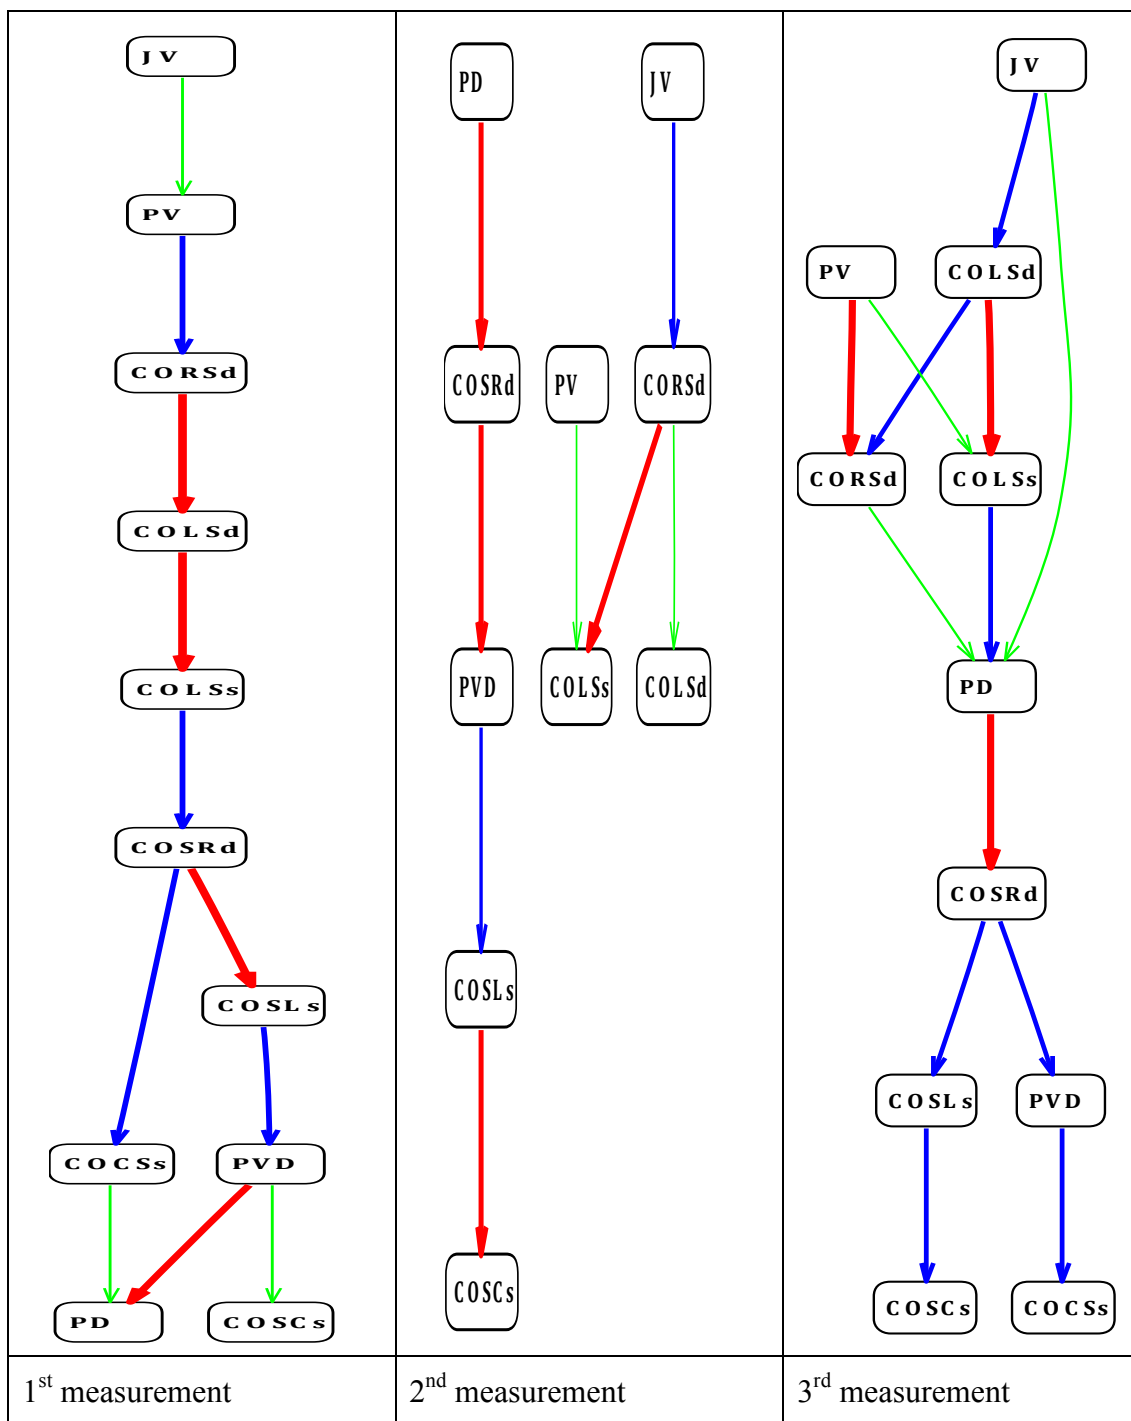 JV
PV
CORSd
COLSd
COLSs
COSRd
COSLs
COCSs
PVD
PD
COSCs
1st measurement
PD
JV
COSRd
PV
CORSd
PVD
COLSs
COLSd
COSLs
COSCs
2nd measurement
JV
PV
COLSd
CORSd
COLSs
PD
COSRd
COSLs
PVD
COSCs
COCSs
3rd measurement